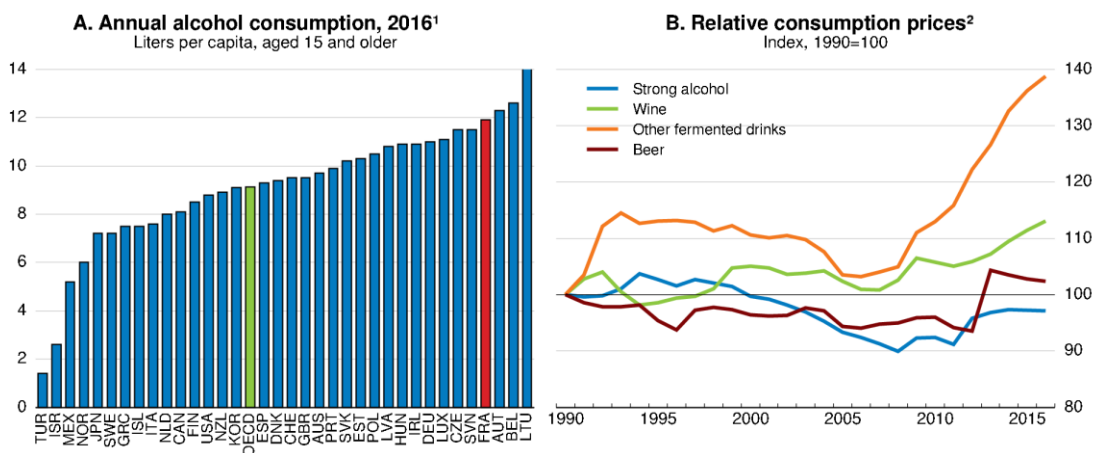 A. Annual alcohol consumption, 2016¹
Liters per capita, aged 15 and older
14
12
10
8
6
4
2
0
TUR
ISR
MEX
NOR
JPN
SWE
GRC
ISL
ITA
NLD
CAN
FIN
USA
NZL
KOR
OECD
ESP
DNK
CHE
GBR
AUS
PRT
SVK
EST
POL
LVA
HUN
IRL
DEU
LUX
CZE
SVN
FRA
AUT
BEL
LTU
B. Relative consumption prices²
Index, 1990=100
Strong alcohol
Wine
Other fermented drinks
Beer
140
130
120
110
100
90
80
1990
1995
2000
2005
2010
2015